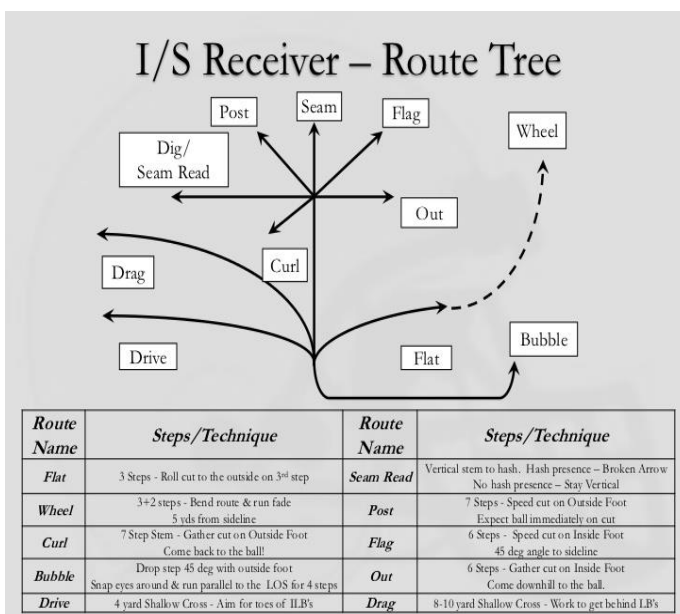 I/S Receiver – Route Tree
Post
Seam
Flag
Wheel
Dig/
Seam Read
Out
Curl
Drag
Drive
Flat
Bubble
Route
Name
Steps/Technique
Route
Name
Steps/Technique
Flat
3 Steps - Roll cut to the outside on 3rd step
Seam Read
Vertical stem to hash. Hash presence – Broken Arrow
No hash presence – Stay Vertical
Wheel
3+2 steps - Bend route & run fade
5 yds from sideline
Post
7 Steps - Speed cut on Outside Foot
Expect ball immediately on cut
Curl
7 Step Stem - Gather cut on Outside Foot
Come back to the ball!
Flag
6 Steps - Speed cut on Inside Foot
45 deg angle to sideline
Bubble
Drop step 45 deg with outside foot
Snap eyes around & run parallel to the LOS for 4 steps
Out
6 Steps - Gather cut on Inside Foot
Come downhill to the ball.
Drive
4 yard Shallow Cross - Aim for toes of ILB's
Drag
8-10 yard Shallow Cross - Work to get behind LB's